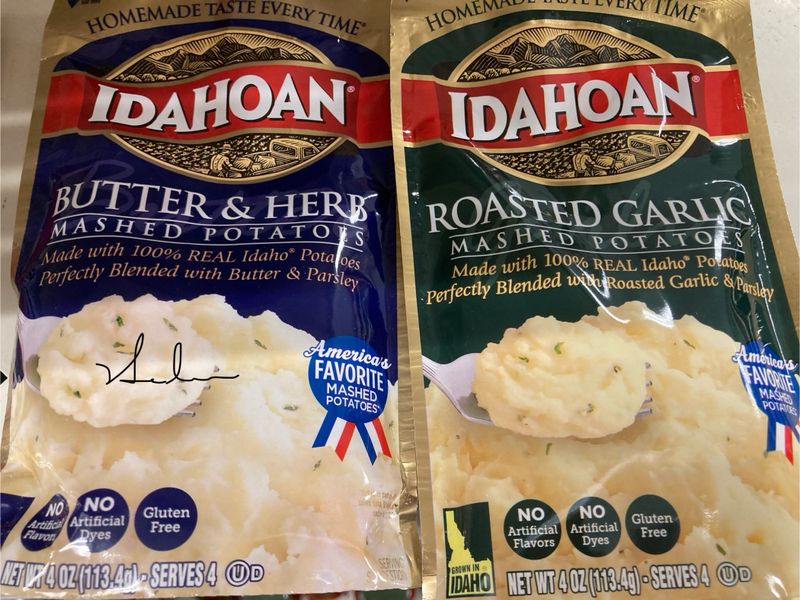 HOMEMADE TASTE EVERY TIME®
IDAHOAN®
BUTTER & HERB
MASHED POTATOES
Made with 100% REAL Idaho® Potatoes
Perfectly Blended with Butter & Parsley
America's
FAVORITE
MASHED
POTATOES*
NO
Artificial
Flavors
NO
Artificial
Dyes
Gluten
Free
NET WT 4 OZ (113.4g) - SERVES 4 U D
SERVING
HOMEMADE TASTE EVERY TIME®
IDAHOAN®
ROASTED GARLIC
MASHED POTATOES
Made with 100% REAL Idaho® Potatoes
Perfectly Blended with Roasted Garlic & Parsley
America's
FAVORITE
MASHED
POTATOES*
GROWN IN
IDAHO
NO
Artificial
Flavors
NO
Artificial
Dyes
Gluten
Free
NET WT 4 OZ (113.4g) - SERVES 4 U D